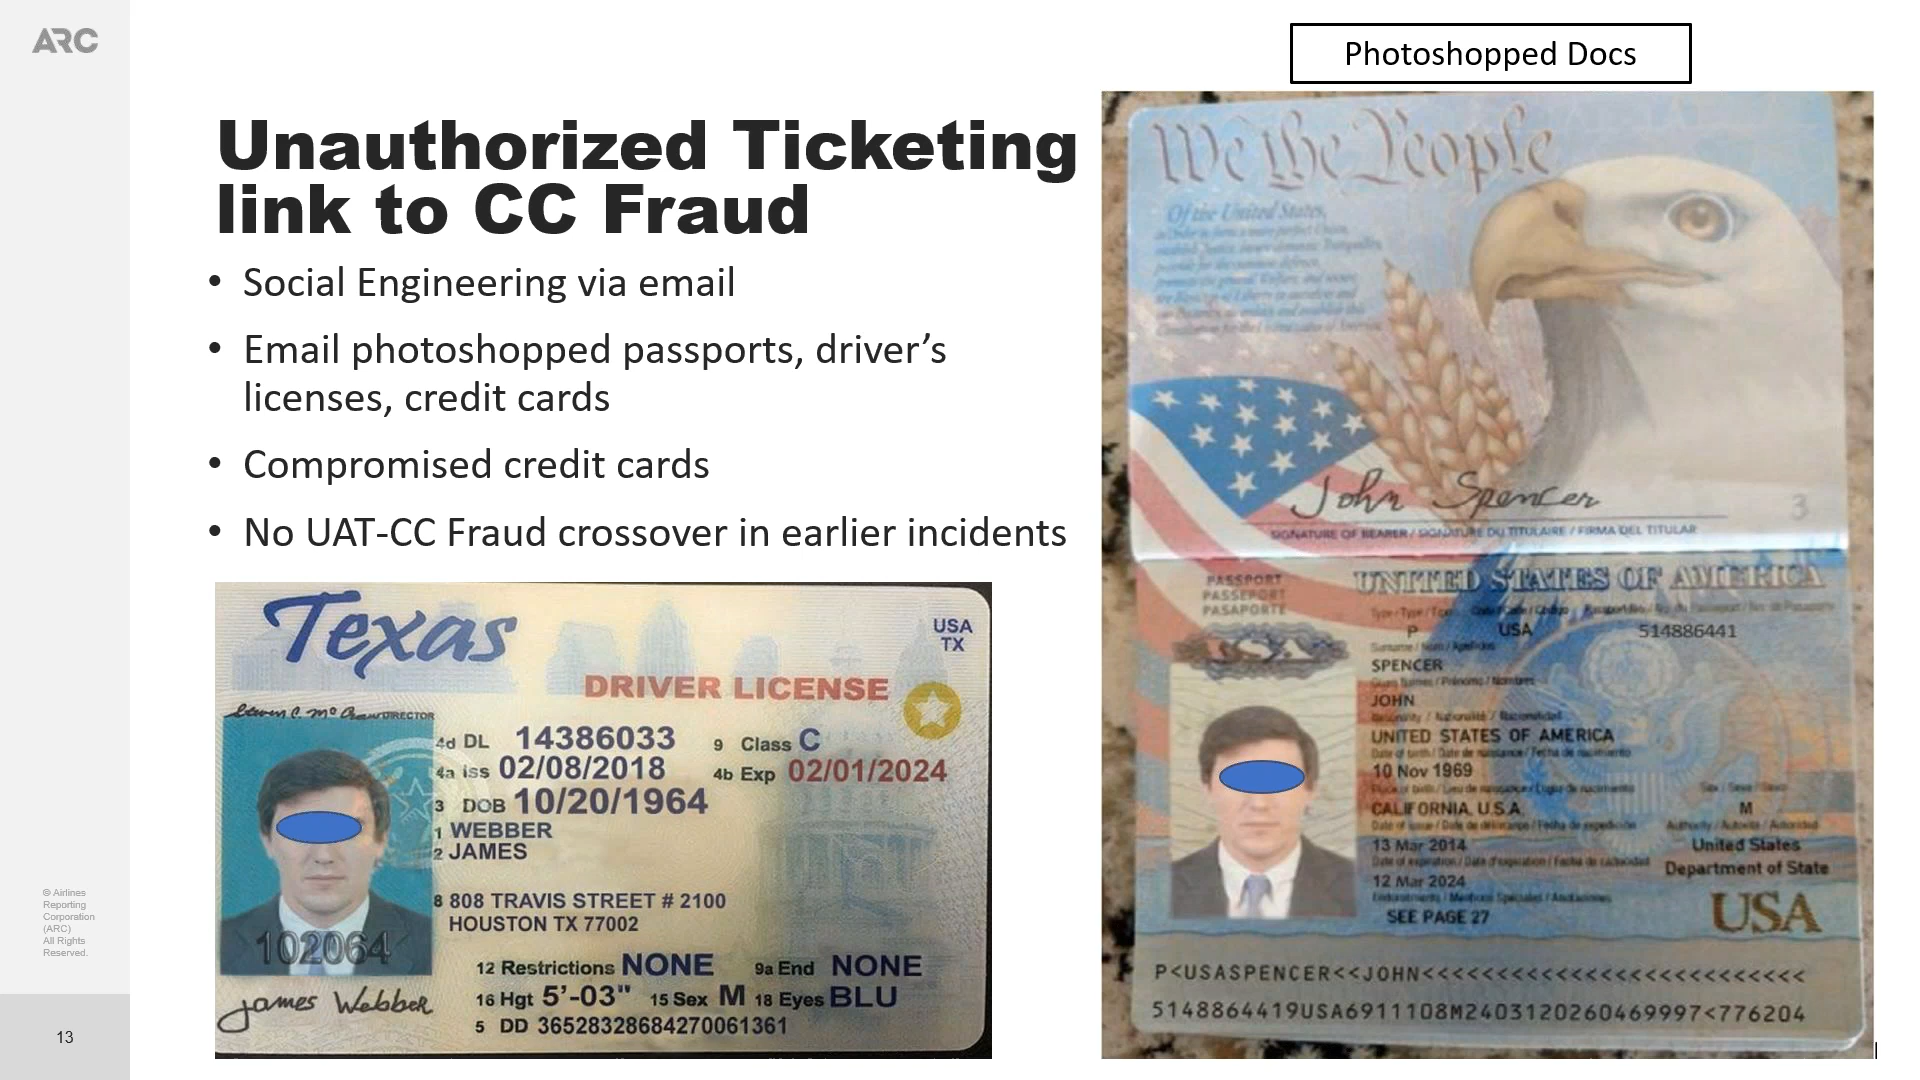 ARC
Photoshopped Docs
Unauthorized Ticketing
link to CC Fraud
• Social Engineering via email
• Email photoshopped passports, driver’s
licenses, credit cards
• Compromised credit cards
• No UAT-CC Fraud crossover in earlier incidents
Texas
USA
TX
DRIVER LICENSE
DIRECTOR
4d DL 14386033 9 Class C
4a iss 02/08/2018 4b Exp 02/01/2024
3 DOB 10/20/1964
1 WEBBER
2 JAMES
8 808 TRAVIS STREET # 2100
HOUSTON TX 77002
102064
12 Restrictions NONE 9a End NONE
16 Hgt 5'-03" 15 Sex M 18 Eyes BLU
5 DD 36528328684270061361
James Webber
We the People
Of the United States,
John Spencer
3
SIGNATURE OF BEARER / SIGNATURE DU TITULAIRE / FIRMA DEL TITULAR
PASSPORT
PASSEPORT
PASAPORTE
UNITED STATES OF AMERICA
P USA 514886441
SPENCER
JOHN
UNITED STATES OF AMERICA
10 Nov 1969
CALIFORNIA, U.S.A. M
13 Mar 2014 United States
Department of State
12 Mar 2024
SEE PAGE 27
USA
P<USASPENCER<<JOHN<<<<<<<<<<<<<<<<<<<<<<<<<<
5148864419USA6911108M2403120260469997<776204
© Airlines
Reporting
Corporation
(ARC)
All Rights
Reserved.
13